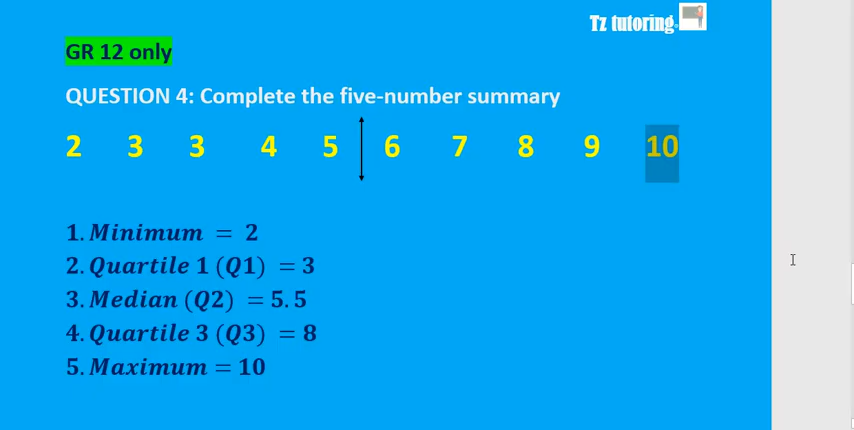 Tz tutoring.
GR 12 only
QUESTION 4: Complete the five-number summary
2 3 3 4 5 6 7 8 9 10
1. Minimum = 2
2. Quartile 1 (Q1) = 3
3. Median (Q2) = 5.5
4. Quartile 3 (Q3) = 8
5. Maximum = 10